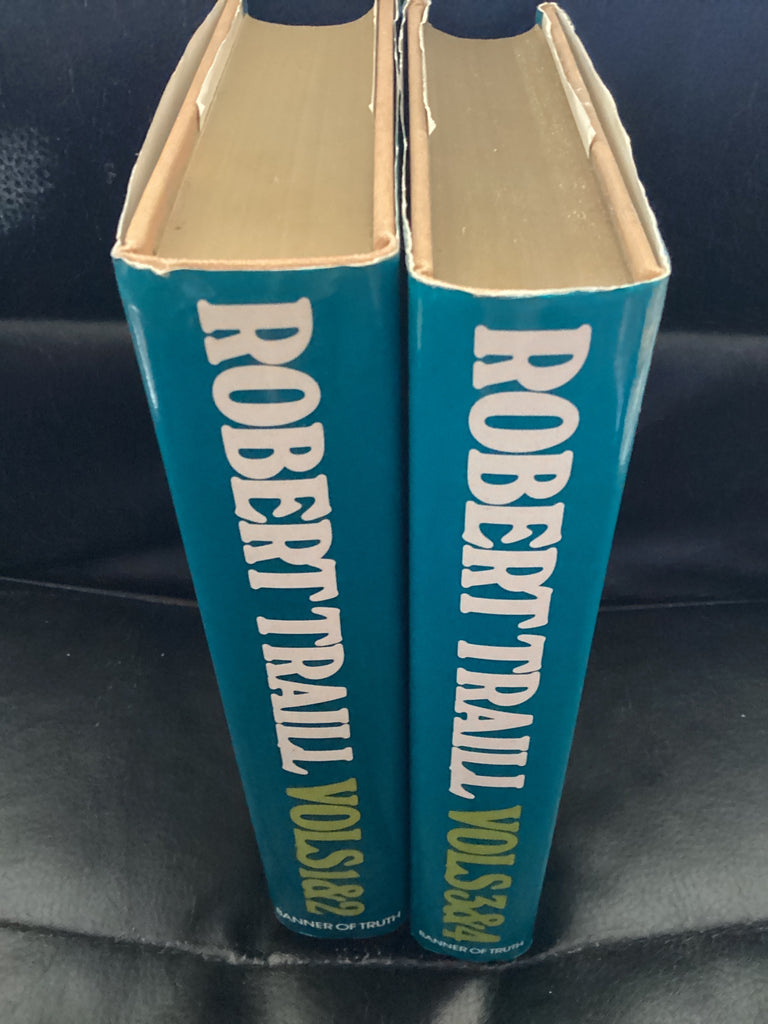 ROBERT TRAILL VOLS 1&2
BANNER OF TRUTH
ROBERT TRAILL VOLS 3&4
BANNER OF TRUTH